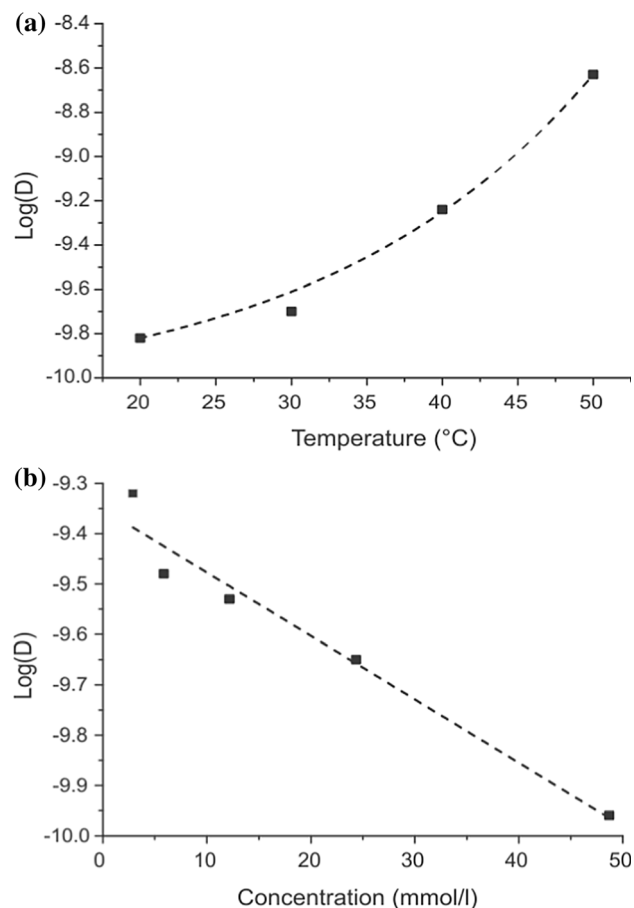 (a)
-8.4
-8.6
-8.8
-9.0
-9.2
-9.4
-9.6
-9.8
-10.0
Log(D)
20 25 30 35 40 45 50
Temperature (°C)
(b)
-9.3
-9.4
-9.5
-9.6
-9.7
-9.8
-9.9
-10.0
Log(D)
0 10 20 30 40 50
Concentration (mmol/l)